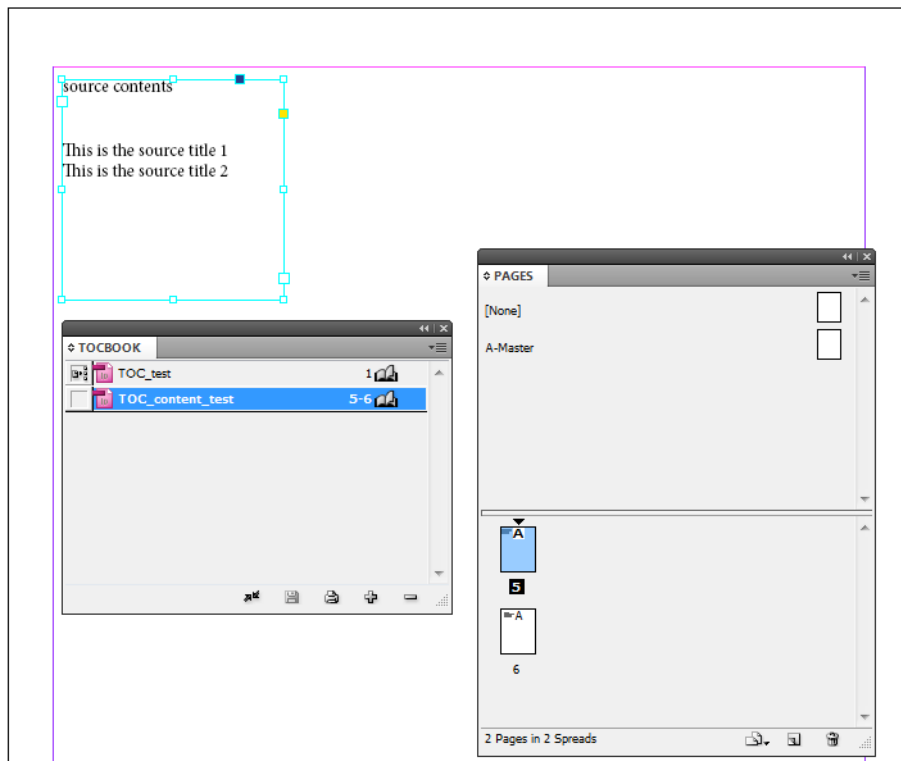 source contents
This is the source title 1
This is the source title 2
PAGES
[None]
A-Master
TOCBOOK
TOC_test 1
TOC_content_test 5-6
A
5
A
6
2 Pages in 2 Spreads